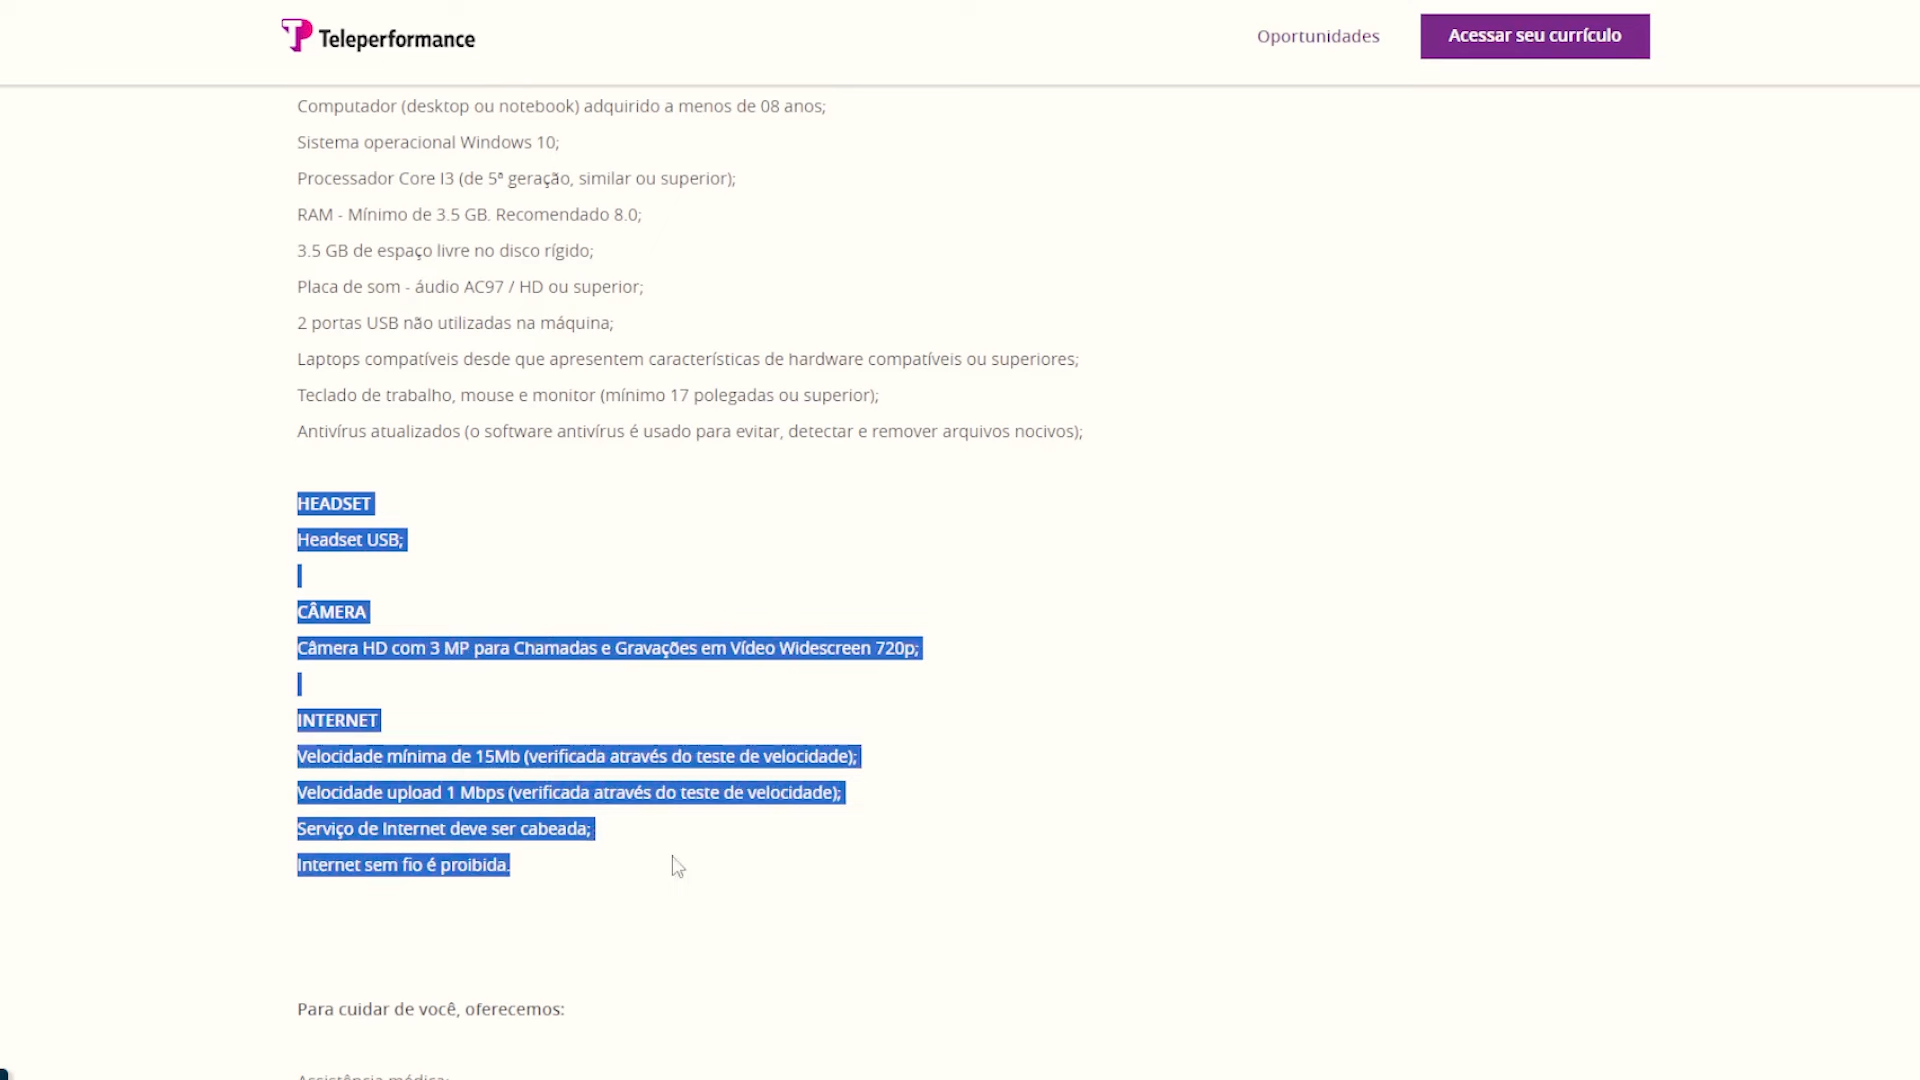 Teleperformance
Oportunidades
Acessar seu currículo
Computador (desktop ou notebook) adquirido a menos de 08 anos;
Sistema operacional Windows 10;
Processador Core I3 (de 5ª geração, similar ou superior);
RAM - Mínimo de 3.5 GB. Recomendado 8.0;
3.5 GB de espaço livre no disco rígido;
Placa de som - áudio AC97 / HD ou superior;
2 portas USB não utilizadas na máquina;
Laptops compatíveis desde que apresentem características de hardware compatíveis ou superiores;
Teclado de trabalho, mouse e monitor (mínimo 17 polegadas ou superior);
Antivírus atualizados (o software antivírus é usado para evitar, detectar e remover arquivos nocivos);
HEADSET
Headset USB;
CÂMERA
Câmera HD com 3 MP para Chamadas e Gravações em Vídeo Widescreen 720p;
INTERNET
Velocidade mínima de 15Mb (verificada através do teste de velocidade);
Velocidade upload 1 Mbps (verificada através do teste de velocidade);
Serviço de Internet deve ser cabeada;
Internet sem fio é proibida.
Para cuidar de você, oferecemos:
Assistência médica;